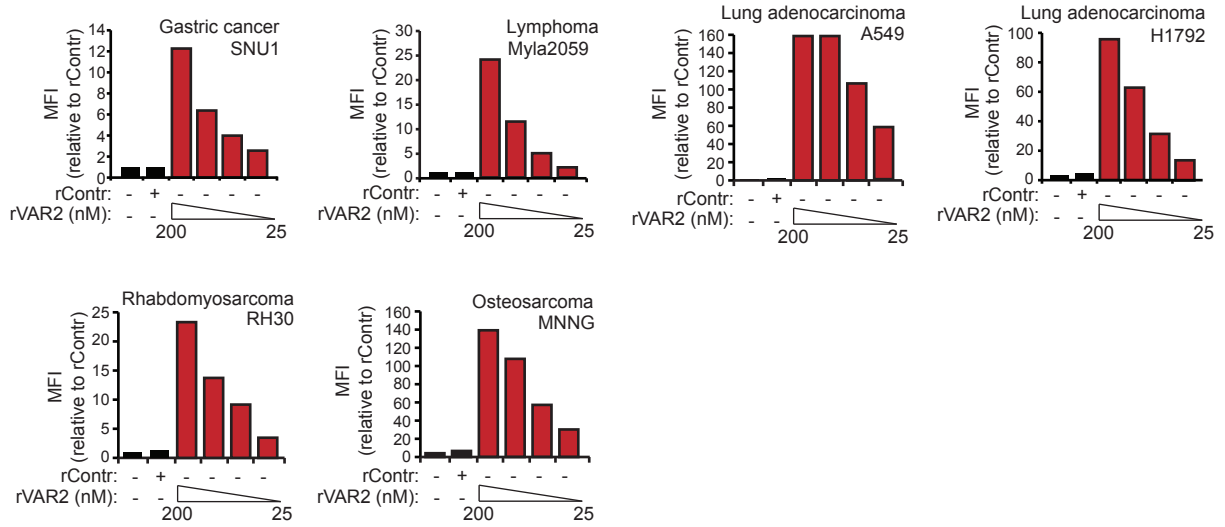 Gastric cancer
SNU1
MFI
(relative to rContr)
14
12
10
8
6
4
2
0
rContr: - + - - - -
rVAR2 (nM): - -
200 25
Lymphoma
Myla2059
MFI
(relative to rContr)
30
25
20
15
10
5
0
rContr: - + - - - -
rVAR2 (nM): - -
200 25
Lung adenocarcinoma
A549
MFI
(relative to rContr)
160
140
120
100
80
60
40
20
0
rContr: - + - - - -
rVAR2 (nM): - -
200 25
Lung adenocarcinoma
H1792
MFI
(relative to rContr)
100
80
60
40
20
0
rContr: - + - - - -
rVAR2 (nM): - -
200 25
Rhabdomyosarcoma
RH30
MFI
(relative to rContr)
25
20
15
10
5
0
rContr: - + - - - -
rVAR2 (nM): - -
200 25
Osteosarcoma
MNNG
MFI
(relative to rContr)
160
140
120
100
80
60
40
20
0
rContr: - + - - - -
rVAR2 (nM): - -
200 25